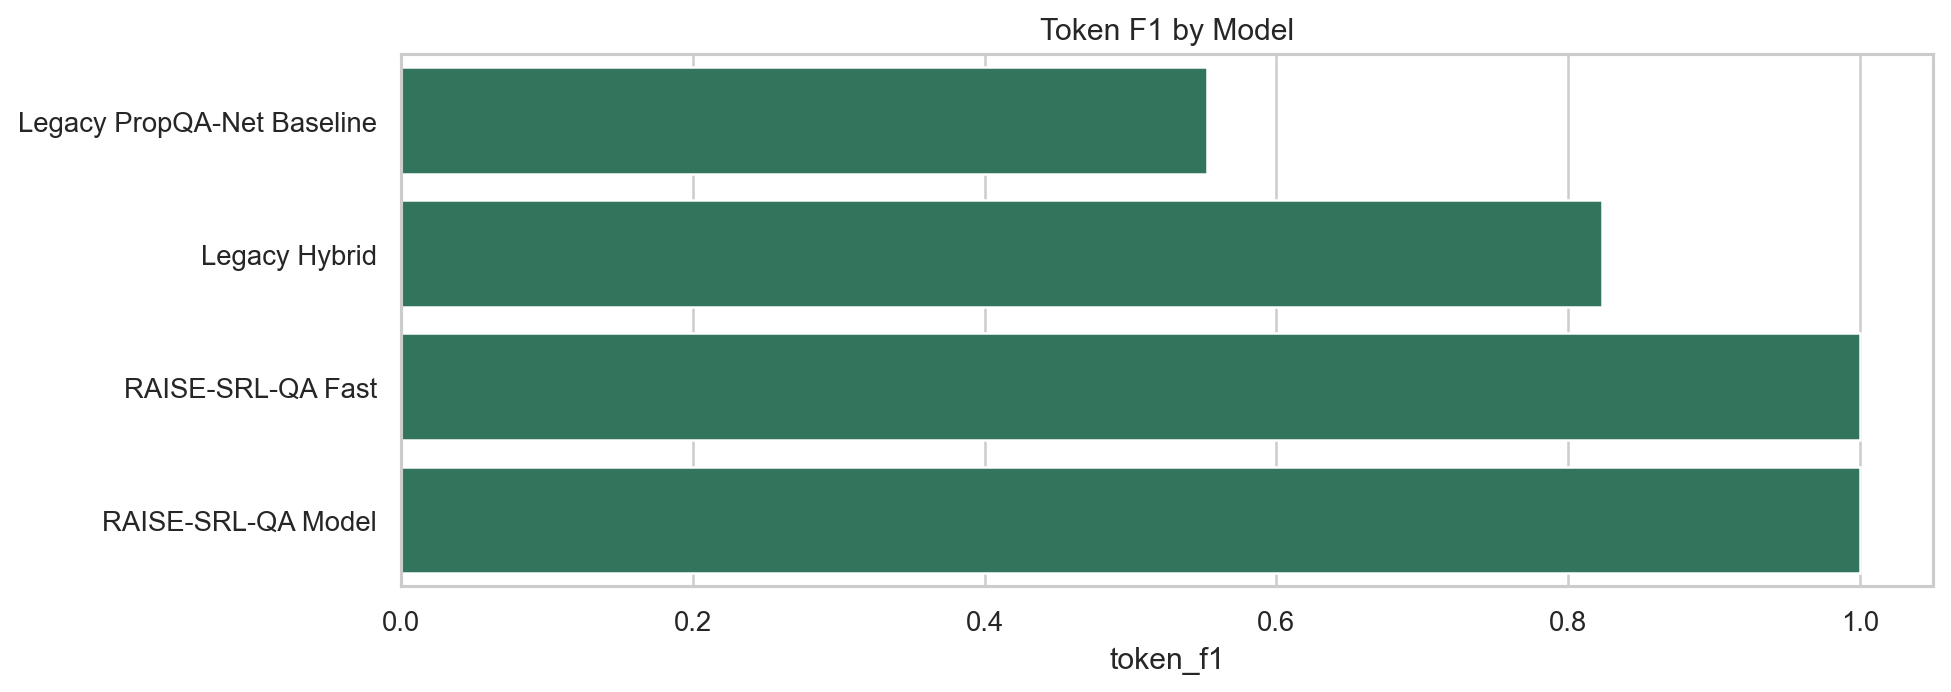 Token F1 by Model
Legacy PropQA-Net Baseline
Legacy Hybrid
RAISE-SRL-QA Fast
RAISE-SRL-QA Model
0.0 0.2 0.4 0.6 0.8 1.0
token_f1